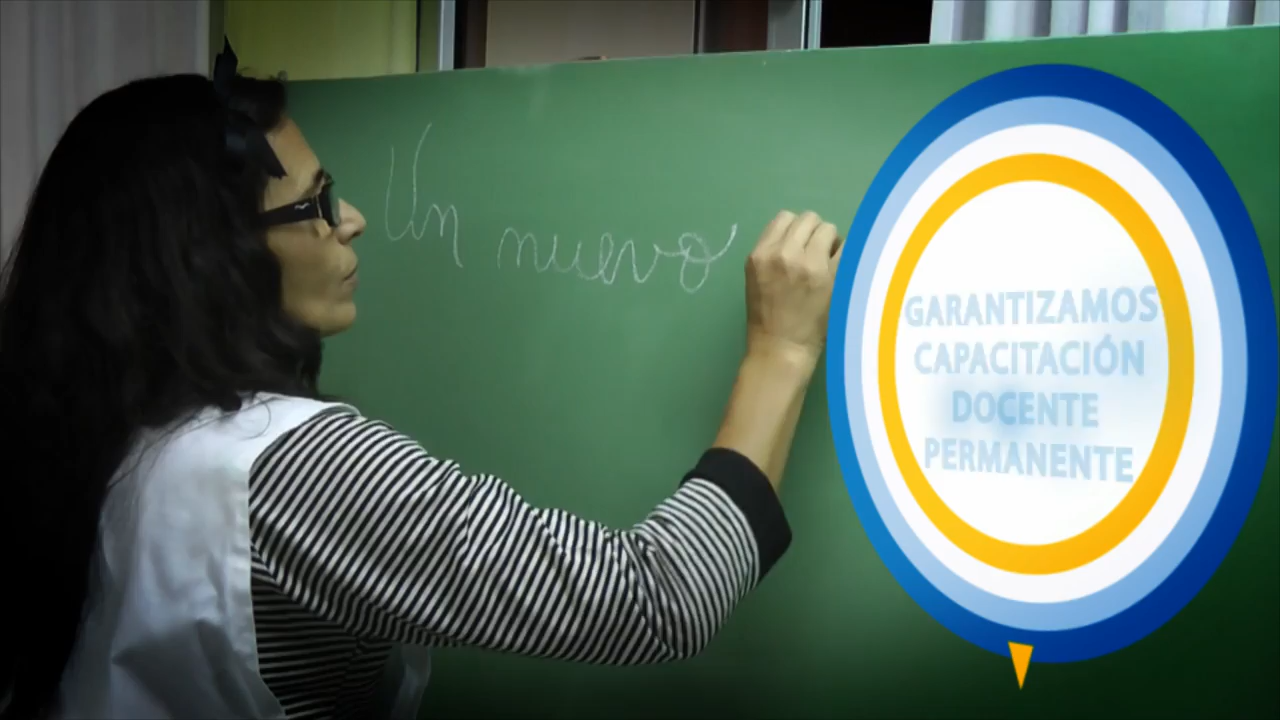 Un nuevo
GARANTIZAMOS
CAPACITACIÓN
DOCENTE
PERMANENTE